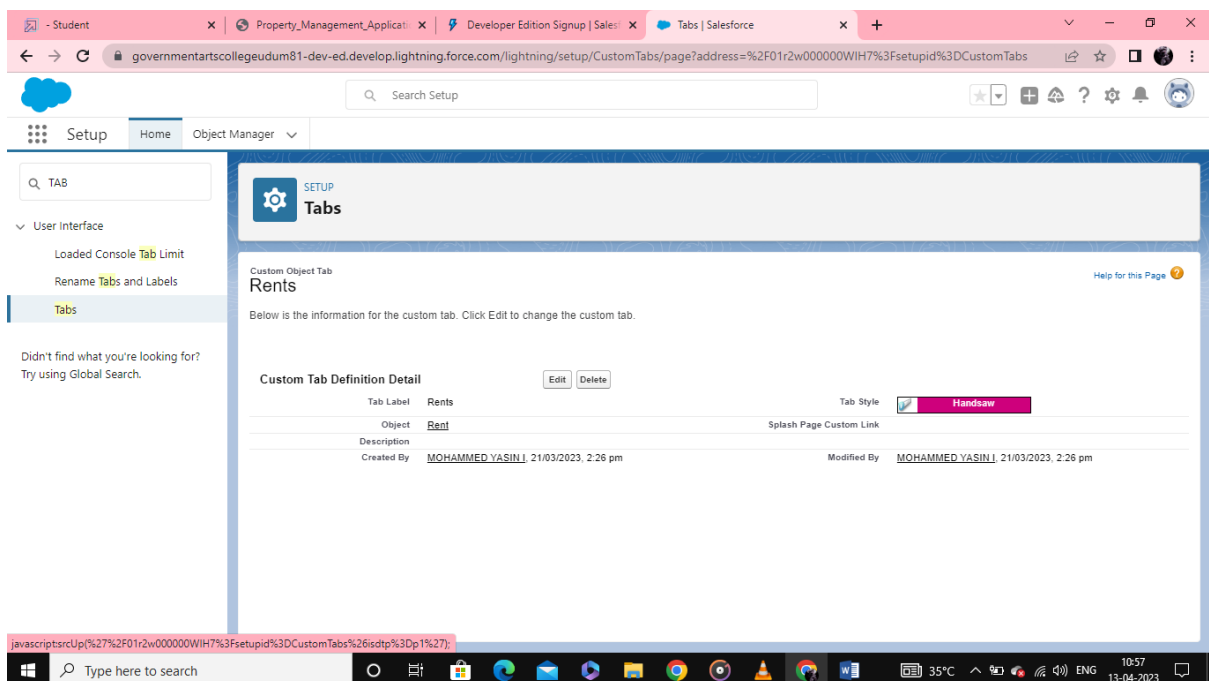 - Student
Property_Management_Applicati
Developer Edition Signup | Salesf
Tabs | Salesforce
governmentartscollegeudum81-dev-ed.develop.lightning.force.com/lightning/setup/CustomTabs/page?address=%2F01r2w000000WIH7%3Fsetupid%3DCustomTabs
Search Setup
Setup Home Object Manager
TAB
User Interface
Loaded Console Tab Limit
Rename Tabs and Labels
Tabs
Didn't find what you're looking for?
Try using Global Search.
SETUP
Tabs
Custom Object Tab
Rents
Help for this Page
Below is the information for the custom tab. Click Edit to change the custom tab.
Custom Tab Definition Detail Edit Delete
Tab Label Rents Tab Style Handsaw
Object Rent Splash Page Custom Link
Description
Created By MOHAMMED YASIN I, 21/03/2023, 2:26 pm Modified By MOHAMMED YASIN I, 21/03/2023, 2:26 pm
javascript:srcUp(%27%2F01r2w000000WIH7%3Fsetupid%3DCustomTabs%26isdtp%3Dp1%27);
Type here to search
35°C ENG 10:57
13-04-2023